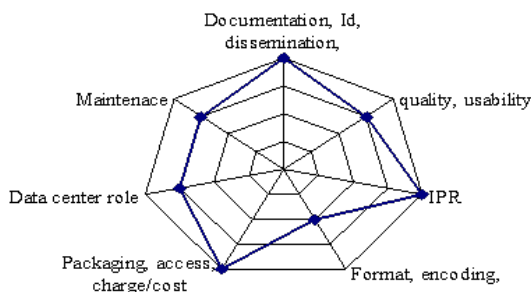 Documentation, Id,
dissemination,
Maintenace
quality, usability
Data center role
IPR
Packaging, access,
charge/cost
Format, encoding,